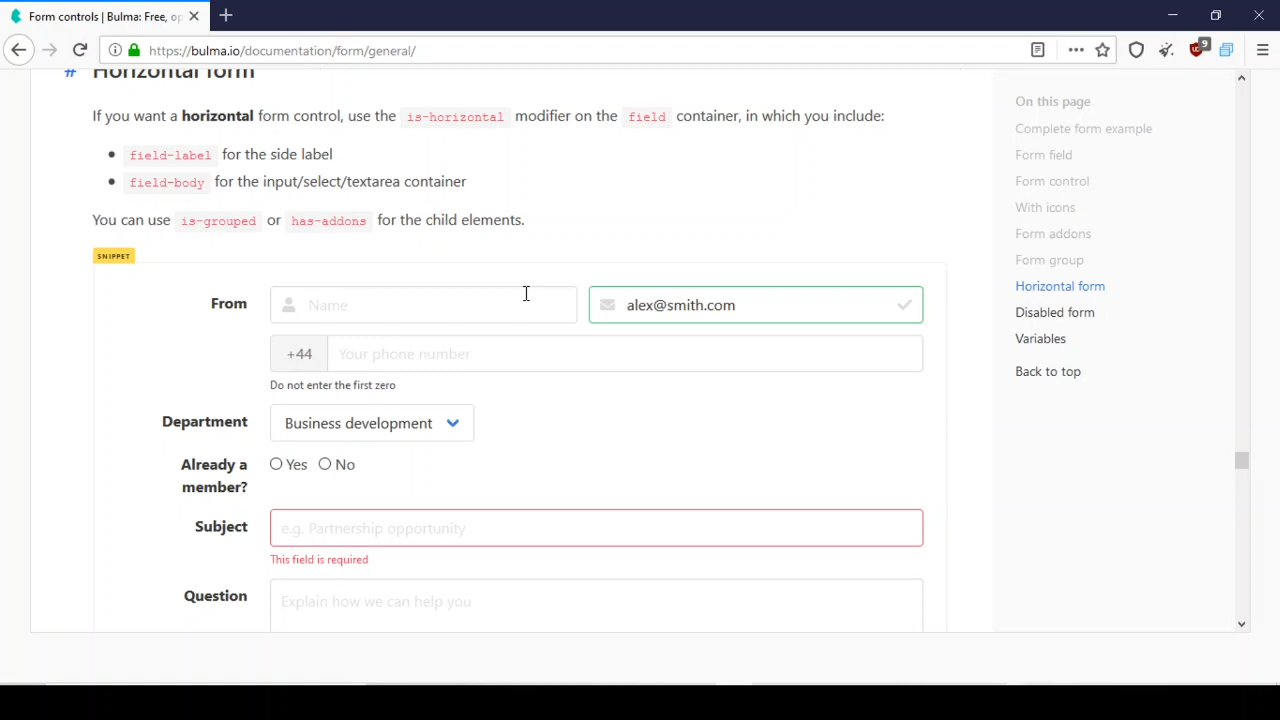 Form controls | Bulma: Free, op
9
https://bulma.io/documentation/form/general/
# Horizontal form
If you want a horizontal form control, use the is-horizontal modifier on the field container, in which you include:
field-label for the side label
field-body for the input/select/textarea container
You can use is-grouped or has-addons for the child elements.
SNIPPET
From Name alex@smith.com
+44 Your phone number
Do not enter the first zero
Department Business development
Already a member? Yes No
Subject e.g. Partnership opportunity
This field is required
Question Explain how we can help you
On this page
Complete form example
Form field
Form control
With icons
Form addons
Form group
Horizontal form
Disabled form
Variables
Back to top